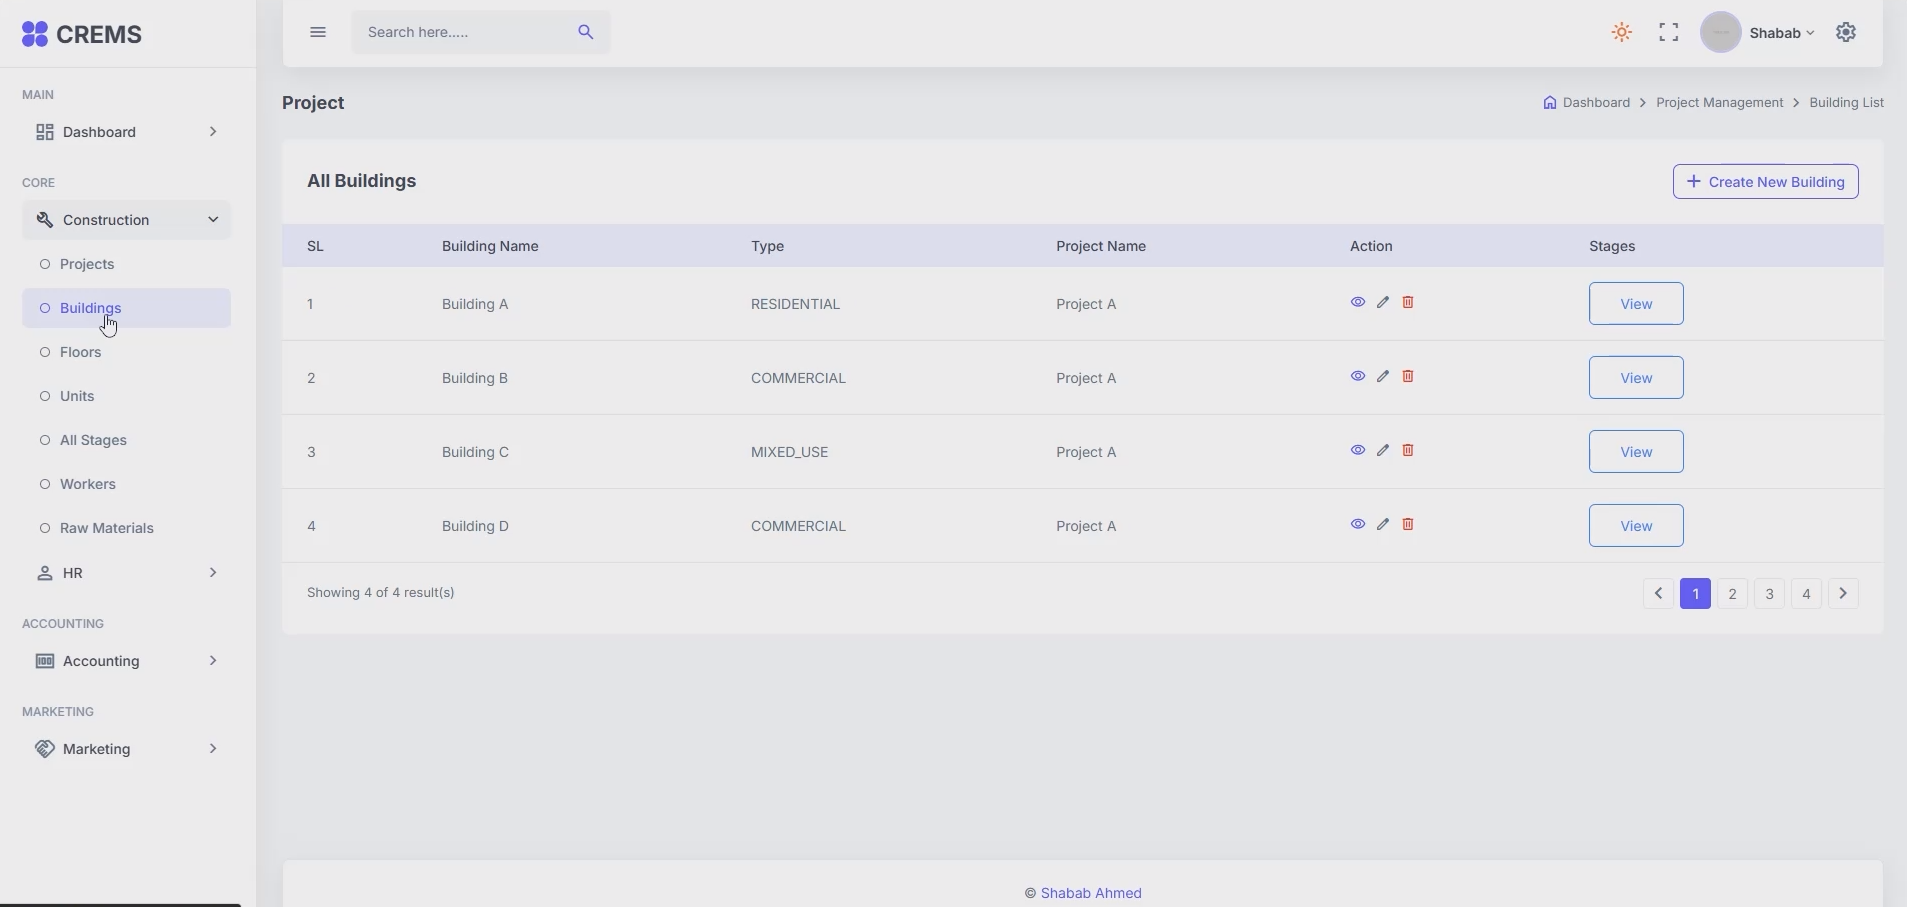 CREMS
Search here.....
Shabab
MAIN
Dashboard
CORE
Construction
Projects
Buildings
Floors
Units
All Stages
Workers
Raw Materials
HR
ACCOUNTING
Accounting
MARKETING
Marketing
Project
Dashboard > Project Management > Building List
All Buildings
+ Create New Building
SL Building Name Type Project Name Action Stages
1 Building A RESIDENTIAL Project A View
2 Building B COMMERCIAL Project A View
3 Building C MIXED_USE Project A View
4 Building D COMMERCIAL Project A View
Showing 4 of 4 result(s)
< 1 2 3 4 >
© Shabab Ahmed